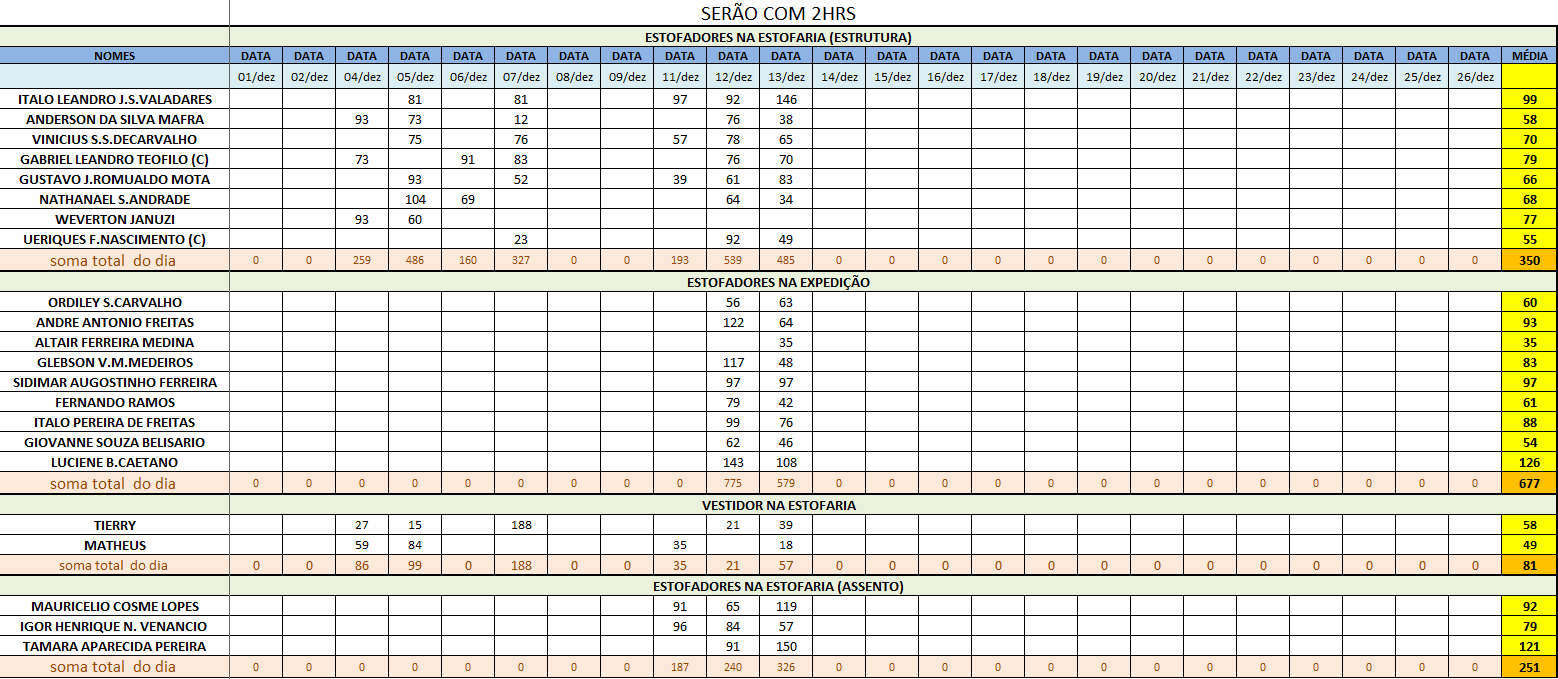 SERÃO COM 2HRS
ESTOFADORES NA ESTOFARIA (ESTRUTURA)
NOMES DATA DATA DATA DATA DATA DATA DATA DATA DATA DATA DATA DATA DATA DATA DATA DATA DATA DATA DATA DATA DATA DATA DATA DATA MÉDIA
01/dez 02/dez 04/dez 05/dez 06/dez 07/dez 08/dez 09/dez 11/dez 12/dez 13/dez 14/dez 15/dez 16/dez 17/dez 18/dez 19/dez 20/dez 21/dez 22/dez 23/dez 24/dez 25/dez 26/dez
ITALO LEANDRO J.S.VALADARES 81 81 97 92 146 99
ANDERSON DA SILVA MAFRA 93 73 12 76 38 58
VINICIUS S.S.DECARVALHO 75 76 57 78 65 70
GABRIEL LEANDRO TEOFILO (C) 73 91 83 76 70 79
GUSTAVO J.ROMUALDO MOTA 93 52 39 61 83 66
NATHANAEL S.ANDRADE 104 69 64 34 68
WEVERTON JANUZI 93 60 77
UERIQUES F.NASCIMENTO (C) 23 92 49 55
soma total do dia 0 0 259 486 160 327 0 0 193 539 485 0 0 0 0 0 0 0 0 0 0 0 0 0 350
ESTOFADORES NA EXPEDIÇÃO
ORDILEY S.CARVALHO 56 63 60
ANDRE ANTONIO FREITAS 122 64 93
ALTAIR FERREIRA MEDINA 35 35
GLEBSON V.M.MEDEIROS 117 48 83
SIDIMAR AUGOSTINHO FERREIRA 97 97 97
FERNANDO RAMOS 79 42 61
ITALO PEREIRA DE FREITAS 99 76 88
GIOVANNE SOUZA BELISARIO 62 46 54
LUCIENE B.CAETANO 143 108 126
soma total do dia 0 0 0 0 0 0 0 0 0 775 579 0 0 0 0 0 0 0 0 0 0 0 0 0 677
VESTIDOR NA ESTOFARIA
TIERRY 27 15 188 21 39 58
MATHEUS 59 84 35 18 49
soma total do dia 0 0 86 99 0 188 0 0 35 21 57 0 0 0 0 0 0 0 0 0 0 0 0 0 81
ESTOFADORES NA ESTOFARIA (ASSENTO)
MAURICELIO COSME LOPES 91 65 119 92
IGOR HENRIQUE N. VENANCIO 96 84 57 79
TAMARA APARECIDA PEREIRA 91 150 121
soma total do dia 0 0 0 0 0 0 0 0 187 240 326 0 0 0 0 0 0 0 0 0 0 0 0 0 251